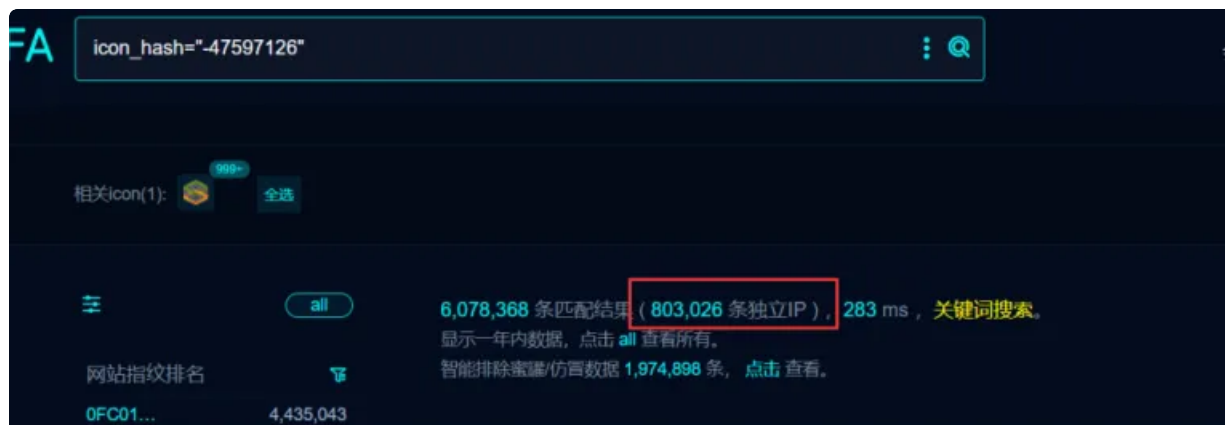 FA
icon_hash="-47597126"
999+
相关icon(1):
全选
all
6,078,368 条匹配结果 ( 803,026 条独立IP ) , 283 ms , 关键词搜索。
显示一年内数据, 点击 all 查看所有。
智能排除蜜罐/仿冒数据 1,974,898 条, 点击 查看。
网站指纹排名
0FC01...
4,435,043